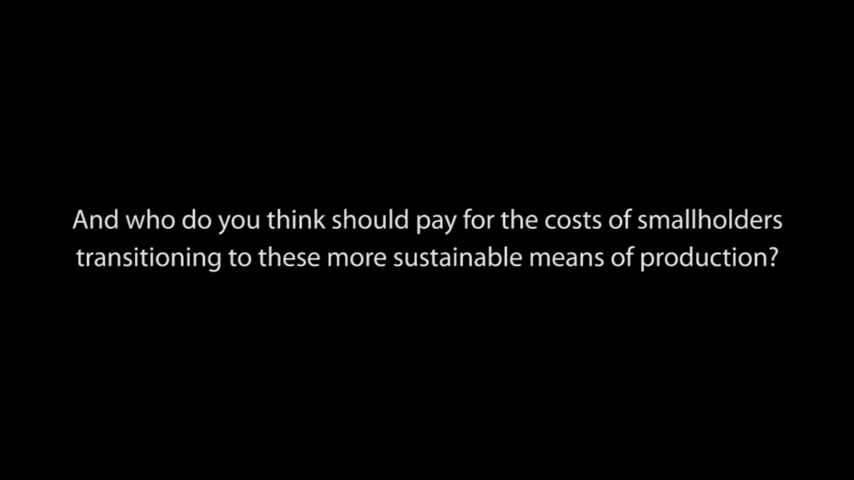 And who do you think should pay for the costs of smallholders
transitioning to these more sustainable means of production?